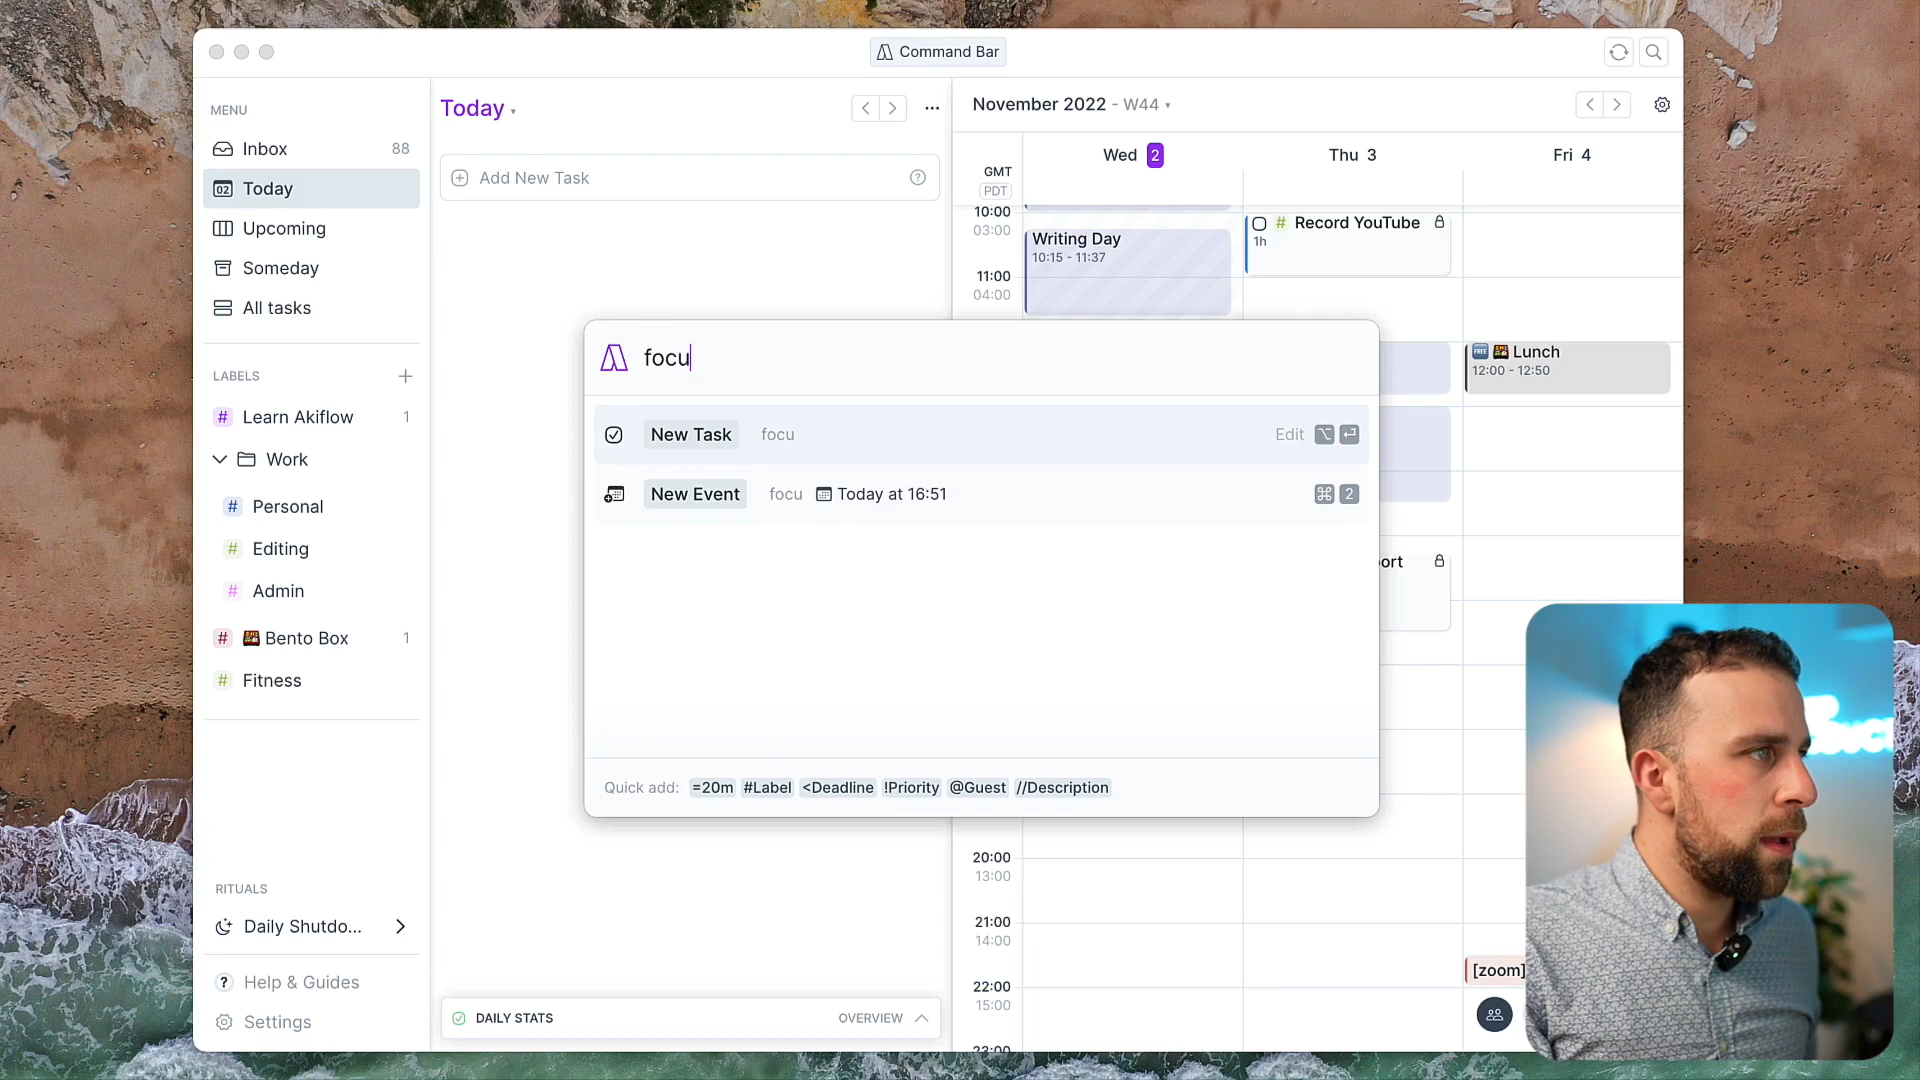 Command Bar
MENU
Inbox 88
02 Today
Upcoming
Someday
All tasks
LABELS
# Learn Akiflow 1
Work
# Personal
# Editing
# Admin
# Bento Box 1
# Fitness
RITUALS
Daily Shutdo...
? Help & Guides
Settings
Today
Add New Task
DAILY STATS OVERVIEW
November 2022 - W44
Wed 2 Thu 3 Fri 4
GMT
PDT
10:00
03:00
11:00
04:00
Writing Day
10:15 - 11:37
# Record YouTube
1h
FREE Lunch
12:00 - 12:50
ort
20:00
13:00
21:00
14:00
22:00
15:00
23:00
[zoom]
focu
New Task focu Edit
New Event focu Today at 16:51 ⌘ 2
Quick add: =20m #Label <Deadline !Priority @Guest //Description